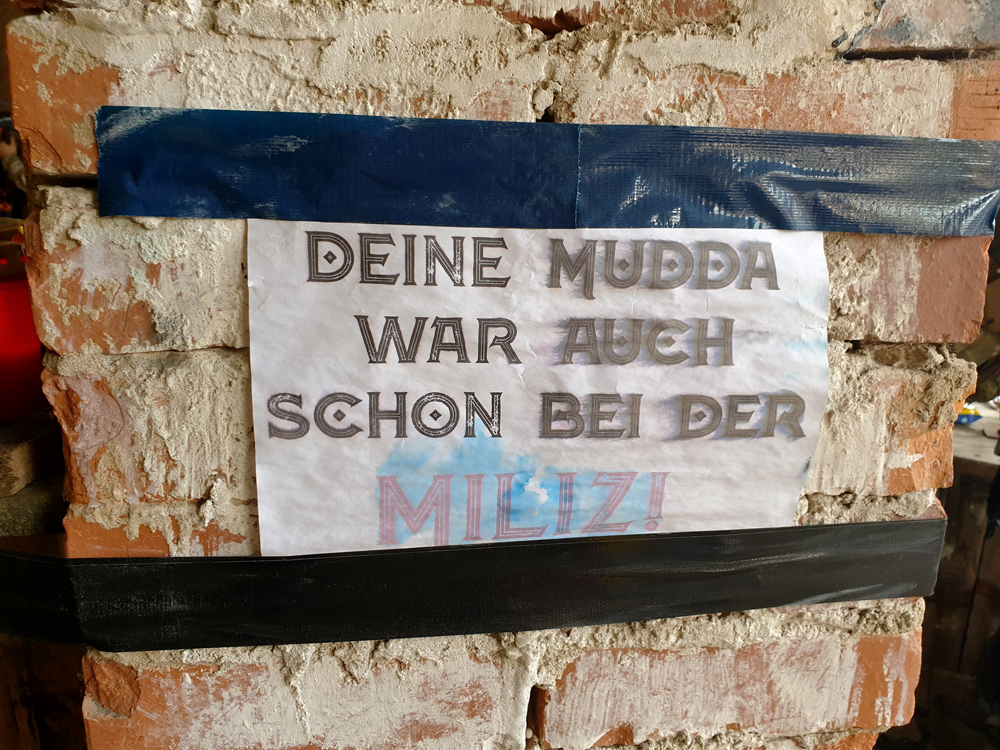 DEINE MUDDA
WAR AUCH
SCHON BEI DER
MILIZ!